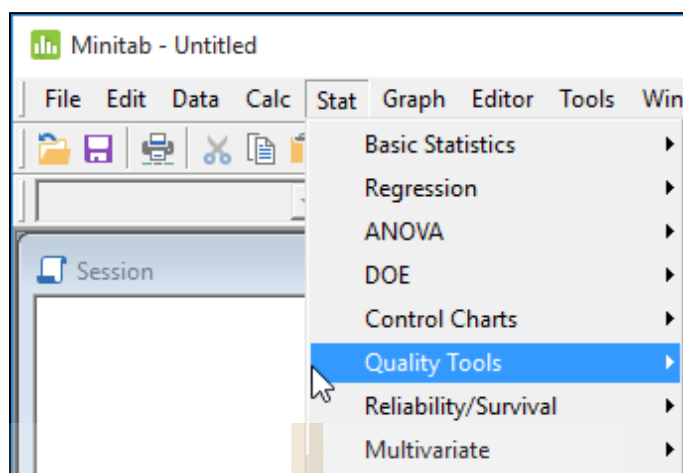 Minitab - Untitled
File Edit Data Calc Stat Graph Editor Tools Win
Basic Statistics
Regression
ANOVA
Session
DOE
Control Charts
Quality Tools
Reliability/Survival
Multivariate